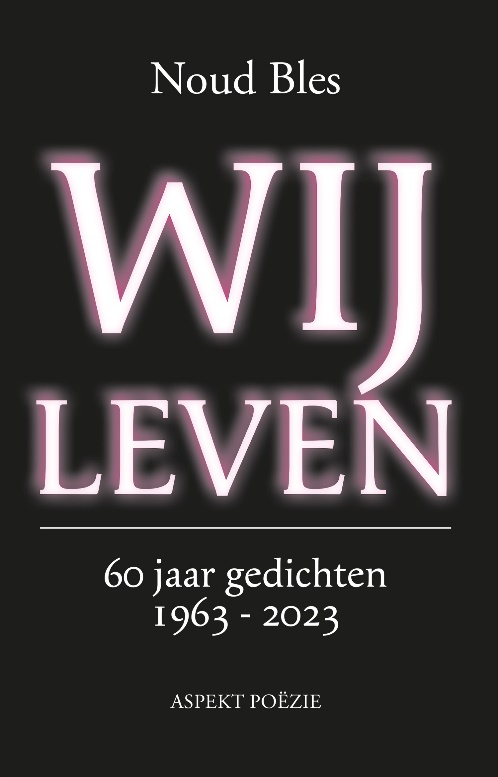 Noud Bles
WIJ
LEVEN
60 jaar gedichten
1963 - 2023
ASPEKT POËZIE